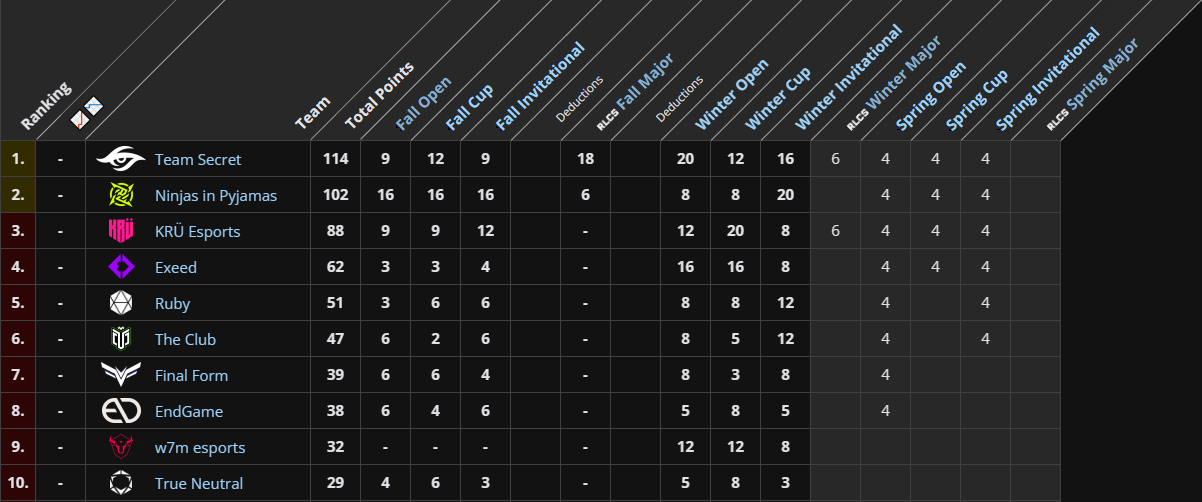 Ranking Team Total Points Fall Open Fall Cup Fall Invitational Deductions RLCS Fall Major Deductions Winter Open Winter Cup Winter Invitational RLCS Winter Major Spring Open Spring Cup Spring Invitational RLCS Spring Major
1. - Team Secret 114 9 12 9 18 20 12 16 6 4 4 4
2. - Ninjas in Pyjamas 102 16 16 16 6 8 8 20 4 4 4
3. - KRÜ KRÜ Esports 88 9 9 12 - 12 20 8 6 4 4 4
4. - Exeed 62 3 3 4 - 16 16 8 4 4 4
5. - Ruby 51 3 6 6 - 8 8 12 4 4
6. - The Club 47 6 2 6 - 8 5 12 4 4
7. - Final Form 39 6 6 4 - 8 3 8 4
8. - EndGame 38 6 4 6 - 5 8 5 4
9. - w7m esports 32 - - - - 12 12 8
10. - True Neutral 29 4 6 3 - 5 8 3